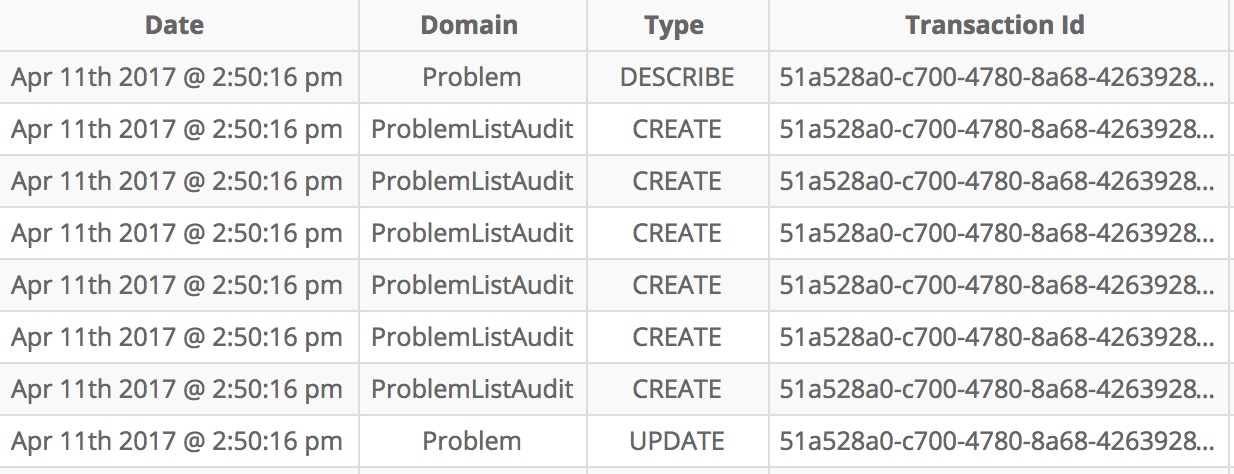 Date Domain Type Transaction Id
Apr 11th 2017 @ 2:50:16 pm Problem DESCRIBE 51a528a0-c700-4780-8a68-4263928...
Apr 11th 2017 @ 2:50:16 pm ProblemListAudit CREATE 51a528a0-c700-4780-8a68-4263928...
Apr 11th 2017 @ 2:50:16 pm ProblemListAudit CREATE 51a528a0-c700-4780-8a68-4263928...
Apr 11th 2017 @ 2:50:16 pm ProblemListAudit CREATE 51a528a0-c700-4780-8a68-4263928...
Apr 11th 2017 @ 2:50:16 pm ProblemListAudit CREATE 51a528a0-c700-4780-8a68-4263928...
Apr 11th 2017 @ 2:50:16 pm ProblemListAudit CREATE 51a528a0-c700-4780-8a68-4263928...
Apr 11th 2017 @ 2:50:16 pm ProblemListAudit CREATE 51a528a0-c700-4780-8a68-4263928...
Apr 11th 2017 @ 2:50:16 pm Problem UPDATE 51a528a0-c700-4780-8a68-4263928...